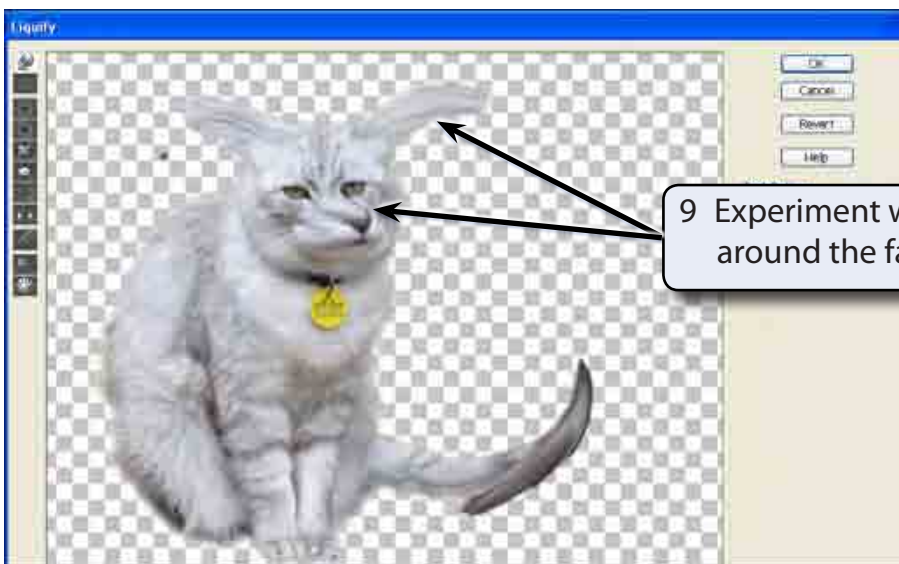 Liquify
OK
Cancel
Revert
Help
9 Experiment w
around the fa